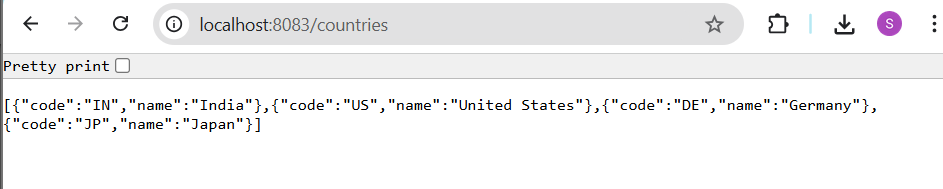 localhost:8083/countries
S
Pretty print
[{"code":"IN","name":"India"},{"code":"US","name":"United States"},{"code":"DE","name":"Germany"},
{"code":"JP","name":"Japan"}]